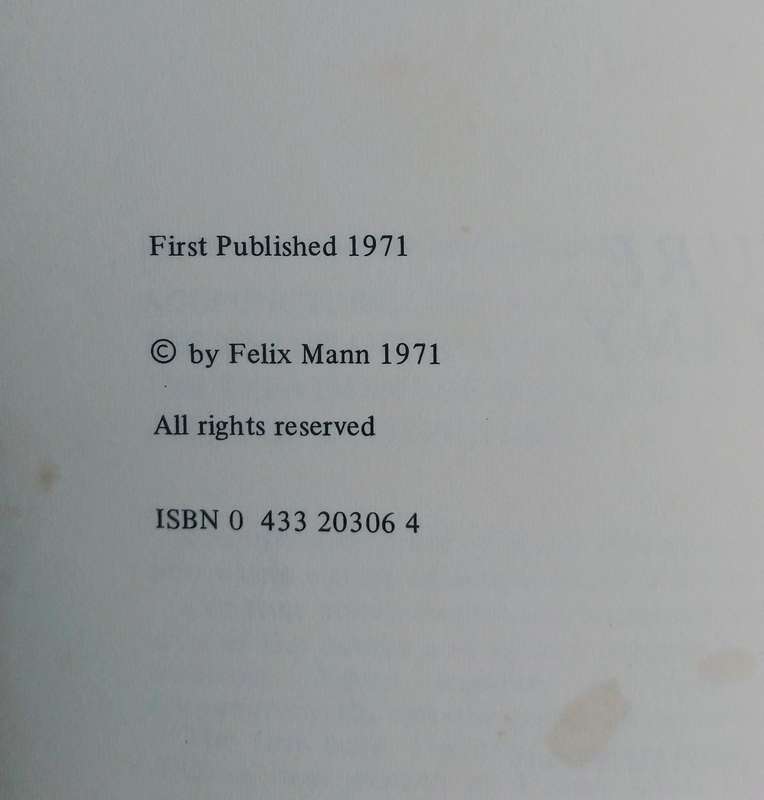 First Published 1971
© by Felix Mann 1971
All rights reserved
ISBN 0 433 20306 4